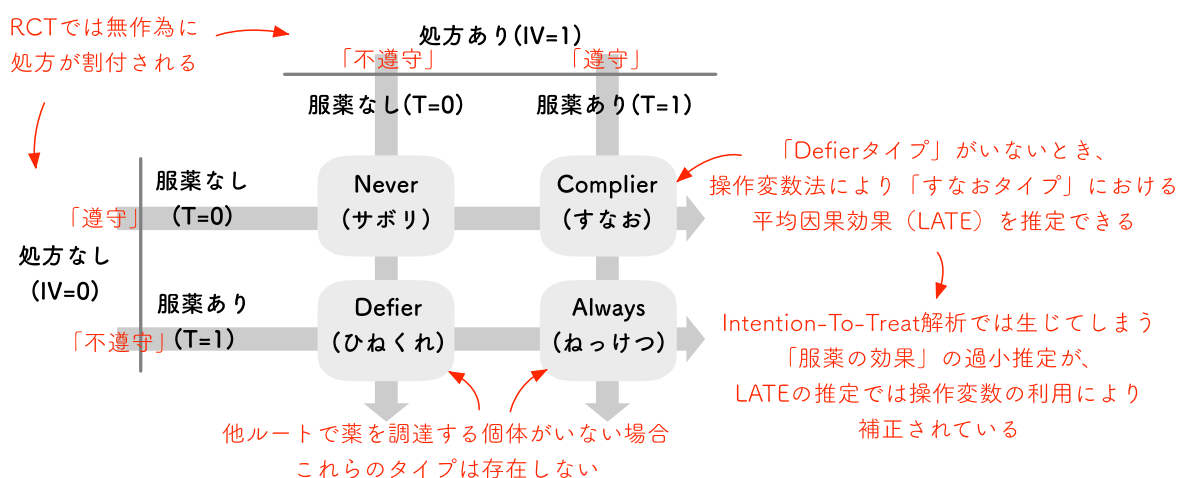 RCTでは無作為に
処方が割付される
処方あり(IV=1)
「不遵守」
「遵守」
服薬なし(T=0)
服薬あり(T=1)
処方なし
(IV=0)
「遵守」
服薬なし
(T=0)
「不遵守」
服薬あり
(T=1)
Never
(サボリ)
Complier
(すなお)
Defier
(ひねくれ)
Always
(ねっけつ)
「Defierタイプ」がいないとき、
操作変数法により「すなおタイプ」における
平均因果効果（LATE）を推定できる
Intention-To-Treat解析では生じてしまう
「服薬の効果」の過小推定が、
LATEの推定では操作変数の利用により
補正されている
他ルートで薬を調達する個体がいない場合
これらのタイプは存在しない